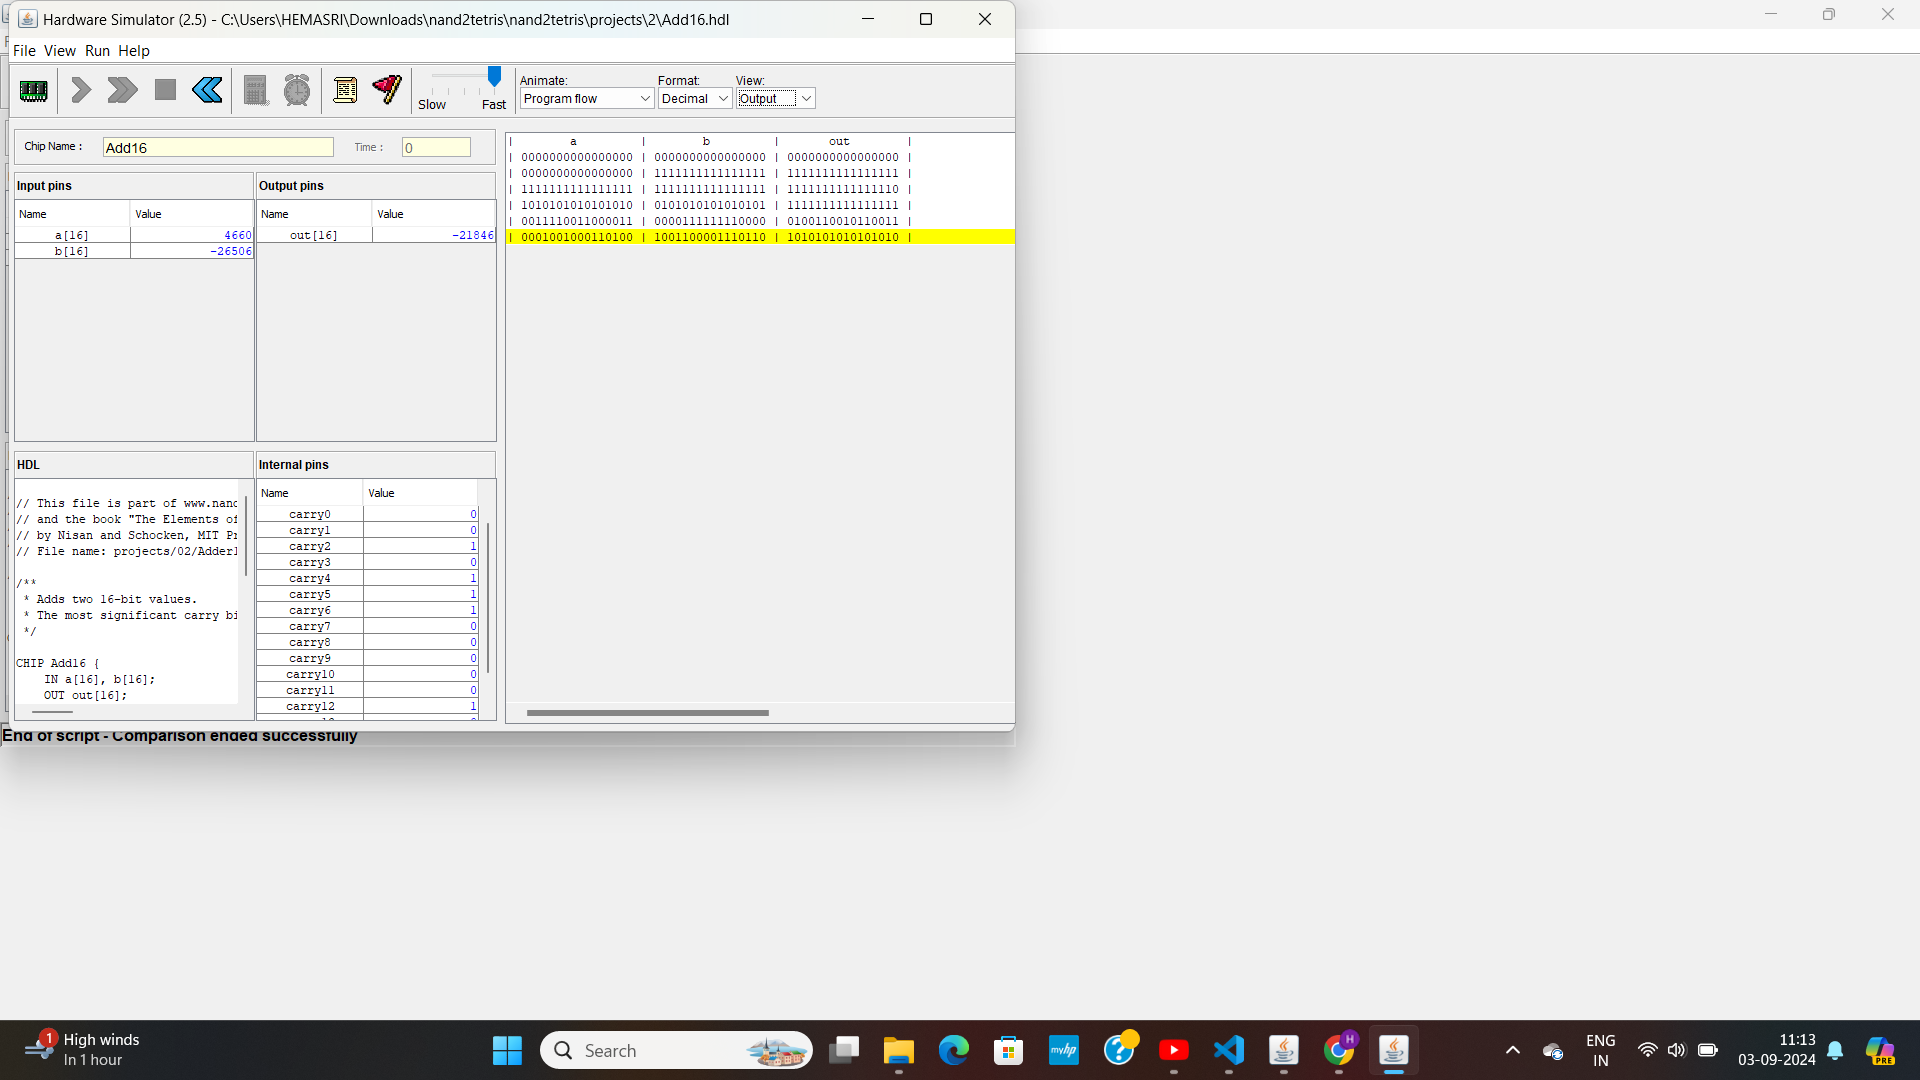 Hardware Simulator (2.5) - C:\Users\HEMASRI\Downloads\nand2tetris\nand2tetris\projects\2\Add16.hdl
File View Run Help
Slow Fast
Animate: Format: View:
Program flow Decimal Output
Chip Name : Add16 Time : 0
Input pins
Name Value
a[16] 4660
b[16] -26506
Output pins
Name Value
out[16] -21846
| a | b | out |
| 0000000000000000 | 0000000000000000 | 0000000000000000 |
| 0000000000000000 | 1111111111111111 | 1111111111111111 |
| 1111111111111111 | 1111111111111111 | 1111111111111110 |
| 1010101010101010 | 0101010101010101 | 1111111111111111 |
| 0011110011000011 | 0000111111110000 | 0100110010110011 |
| 0001001000110100 | 1001100001110110 | 1010101010101010 |
HDL
// This file is part of www.nand
// and the book "The Elements of
// by Nisan and Schocken, MIT Pr
// File name: projects/02/Adder1
/**
* Adds two 16-bit values.
* The most significant carry bi
*/
CHIP Add16 {
IN a[16], b[16];
OUT out[16];
Internal pins
Name Value
carry0 0
carry1 0
carry2 1
carry3 0
carry4 1
carry5 1
carry6 1
carry7 0
carry8 0
carry9 0
carry10 0
carry11 0
carry12 1
End of script - Comparison ended successfully
1
High winds
In 1 hour
Search
myhp
H
ENG
IN
11:13
03-09-2024
PRE